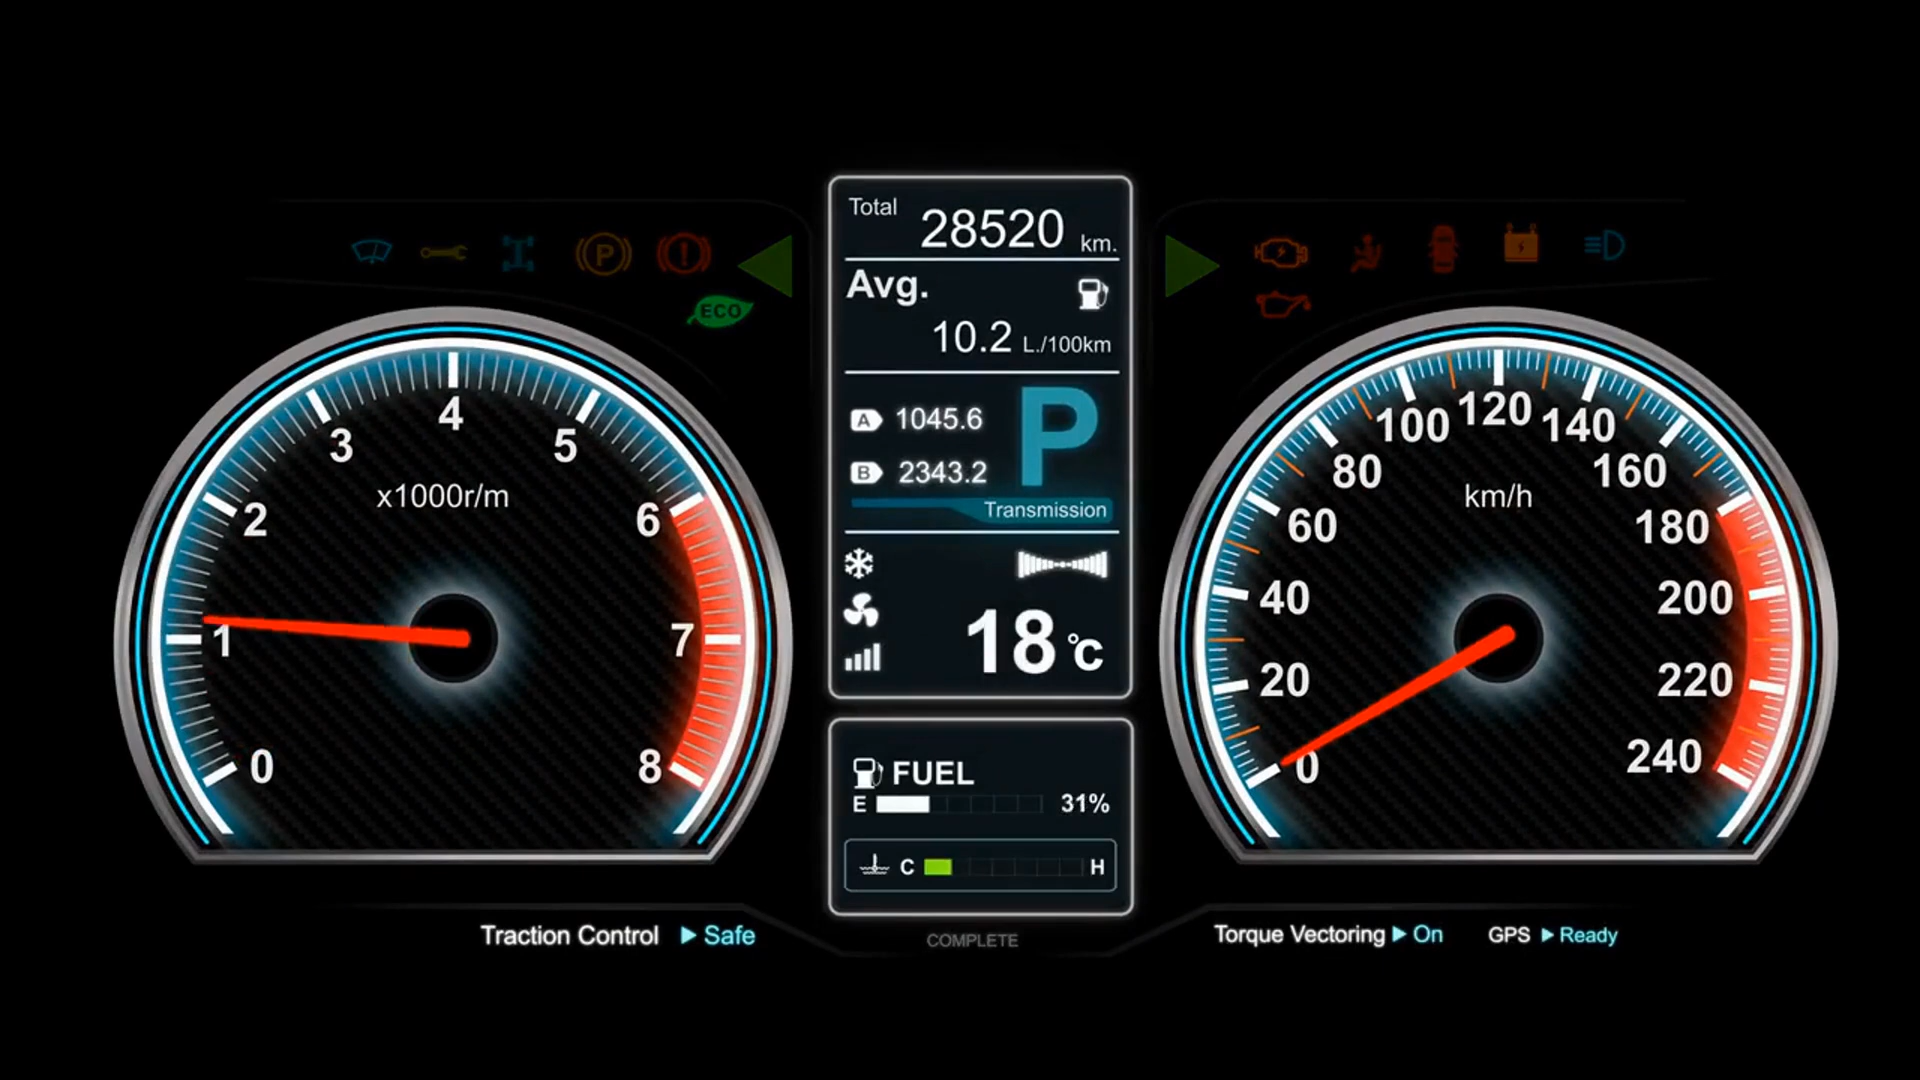 P
!
ECO
0
1
2
3
4
5
6
7
8
x1000r/m
Total 28520 km.
Avg.
10.2 L./100km
A 1045.6
B 2343.2
P
Transmission
18 °C
FUEL
E 31%
C H
COMPLETE
0
20
40
60
80
100
120
140
160
180
200
220
240
km/h
Traction Control Safe
Torque Vectoring On
GPS Ready